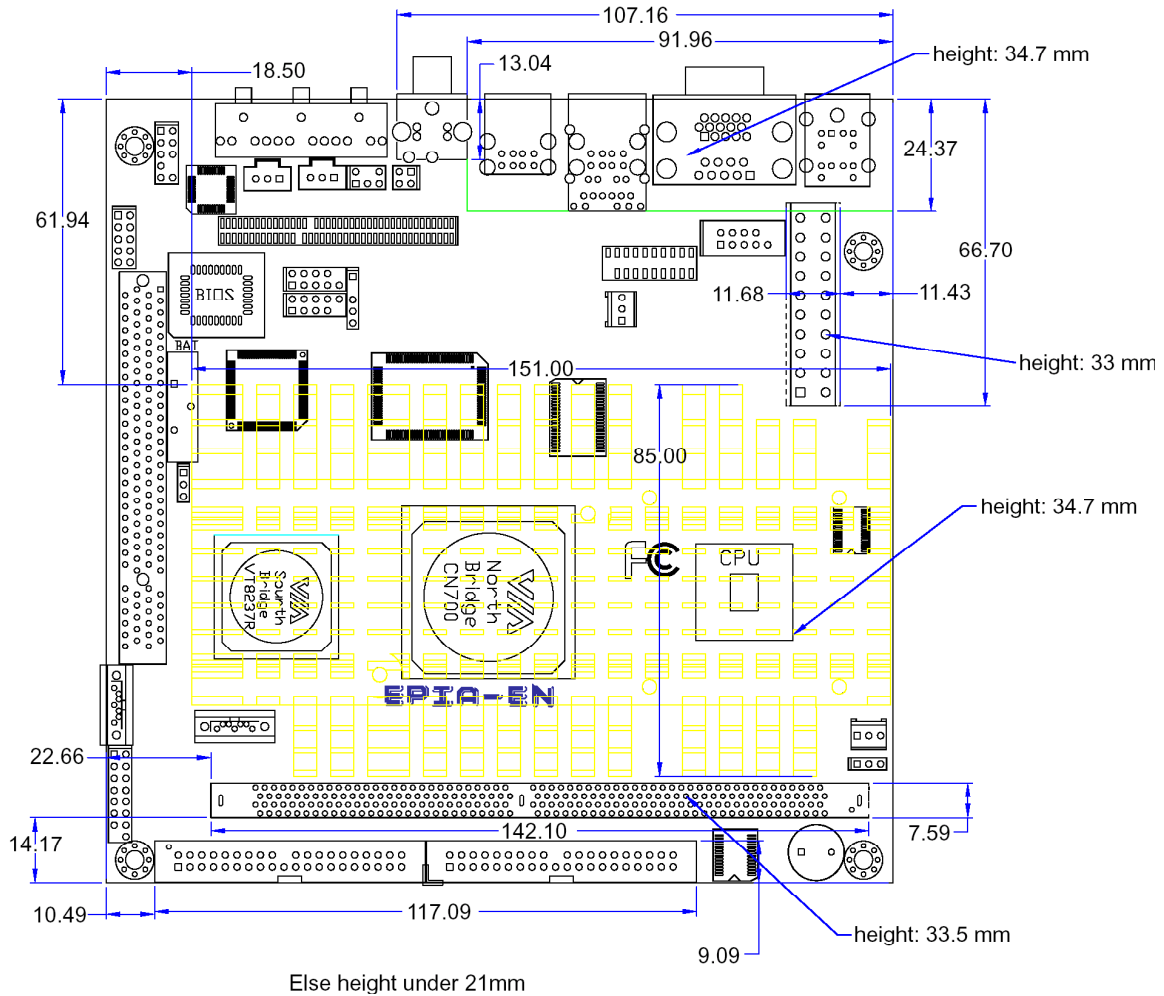 107.16
91.96
height: 34.7 mm
18.50
13.04
24.37
61.94
66.70
BIOS
11.68
11.43
BAT
151.00
height: 33 mm
85.00
height: 34.7 mm
FC
CPU
South
Bridge
VT8237R
VIA
North
Bridge
CN700
VIA
EPIA-EN
22.66
142.10
7.59
14.17
10.49
117.09
height: 33.5 mm
9.09
Else height under 21mm